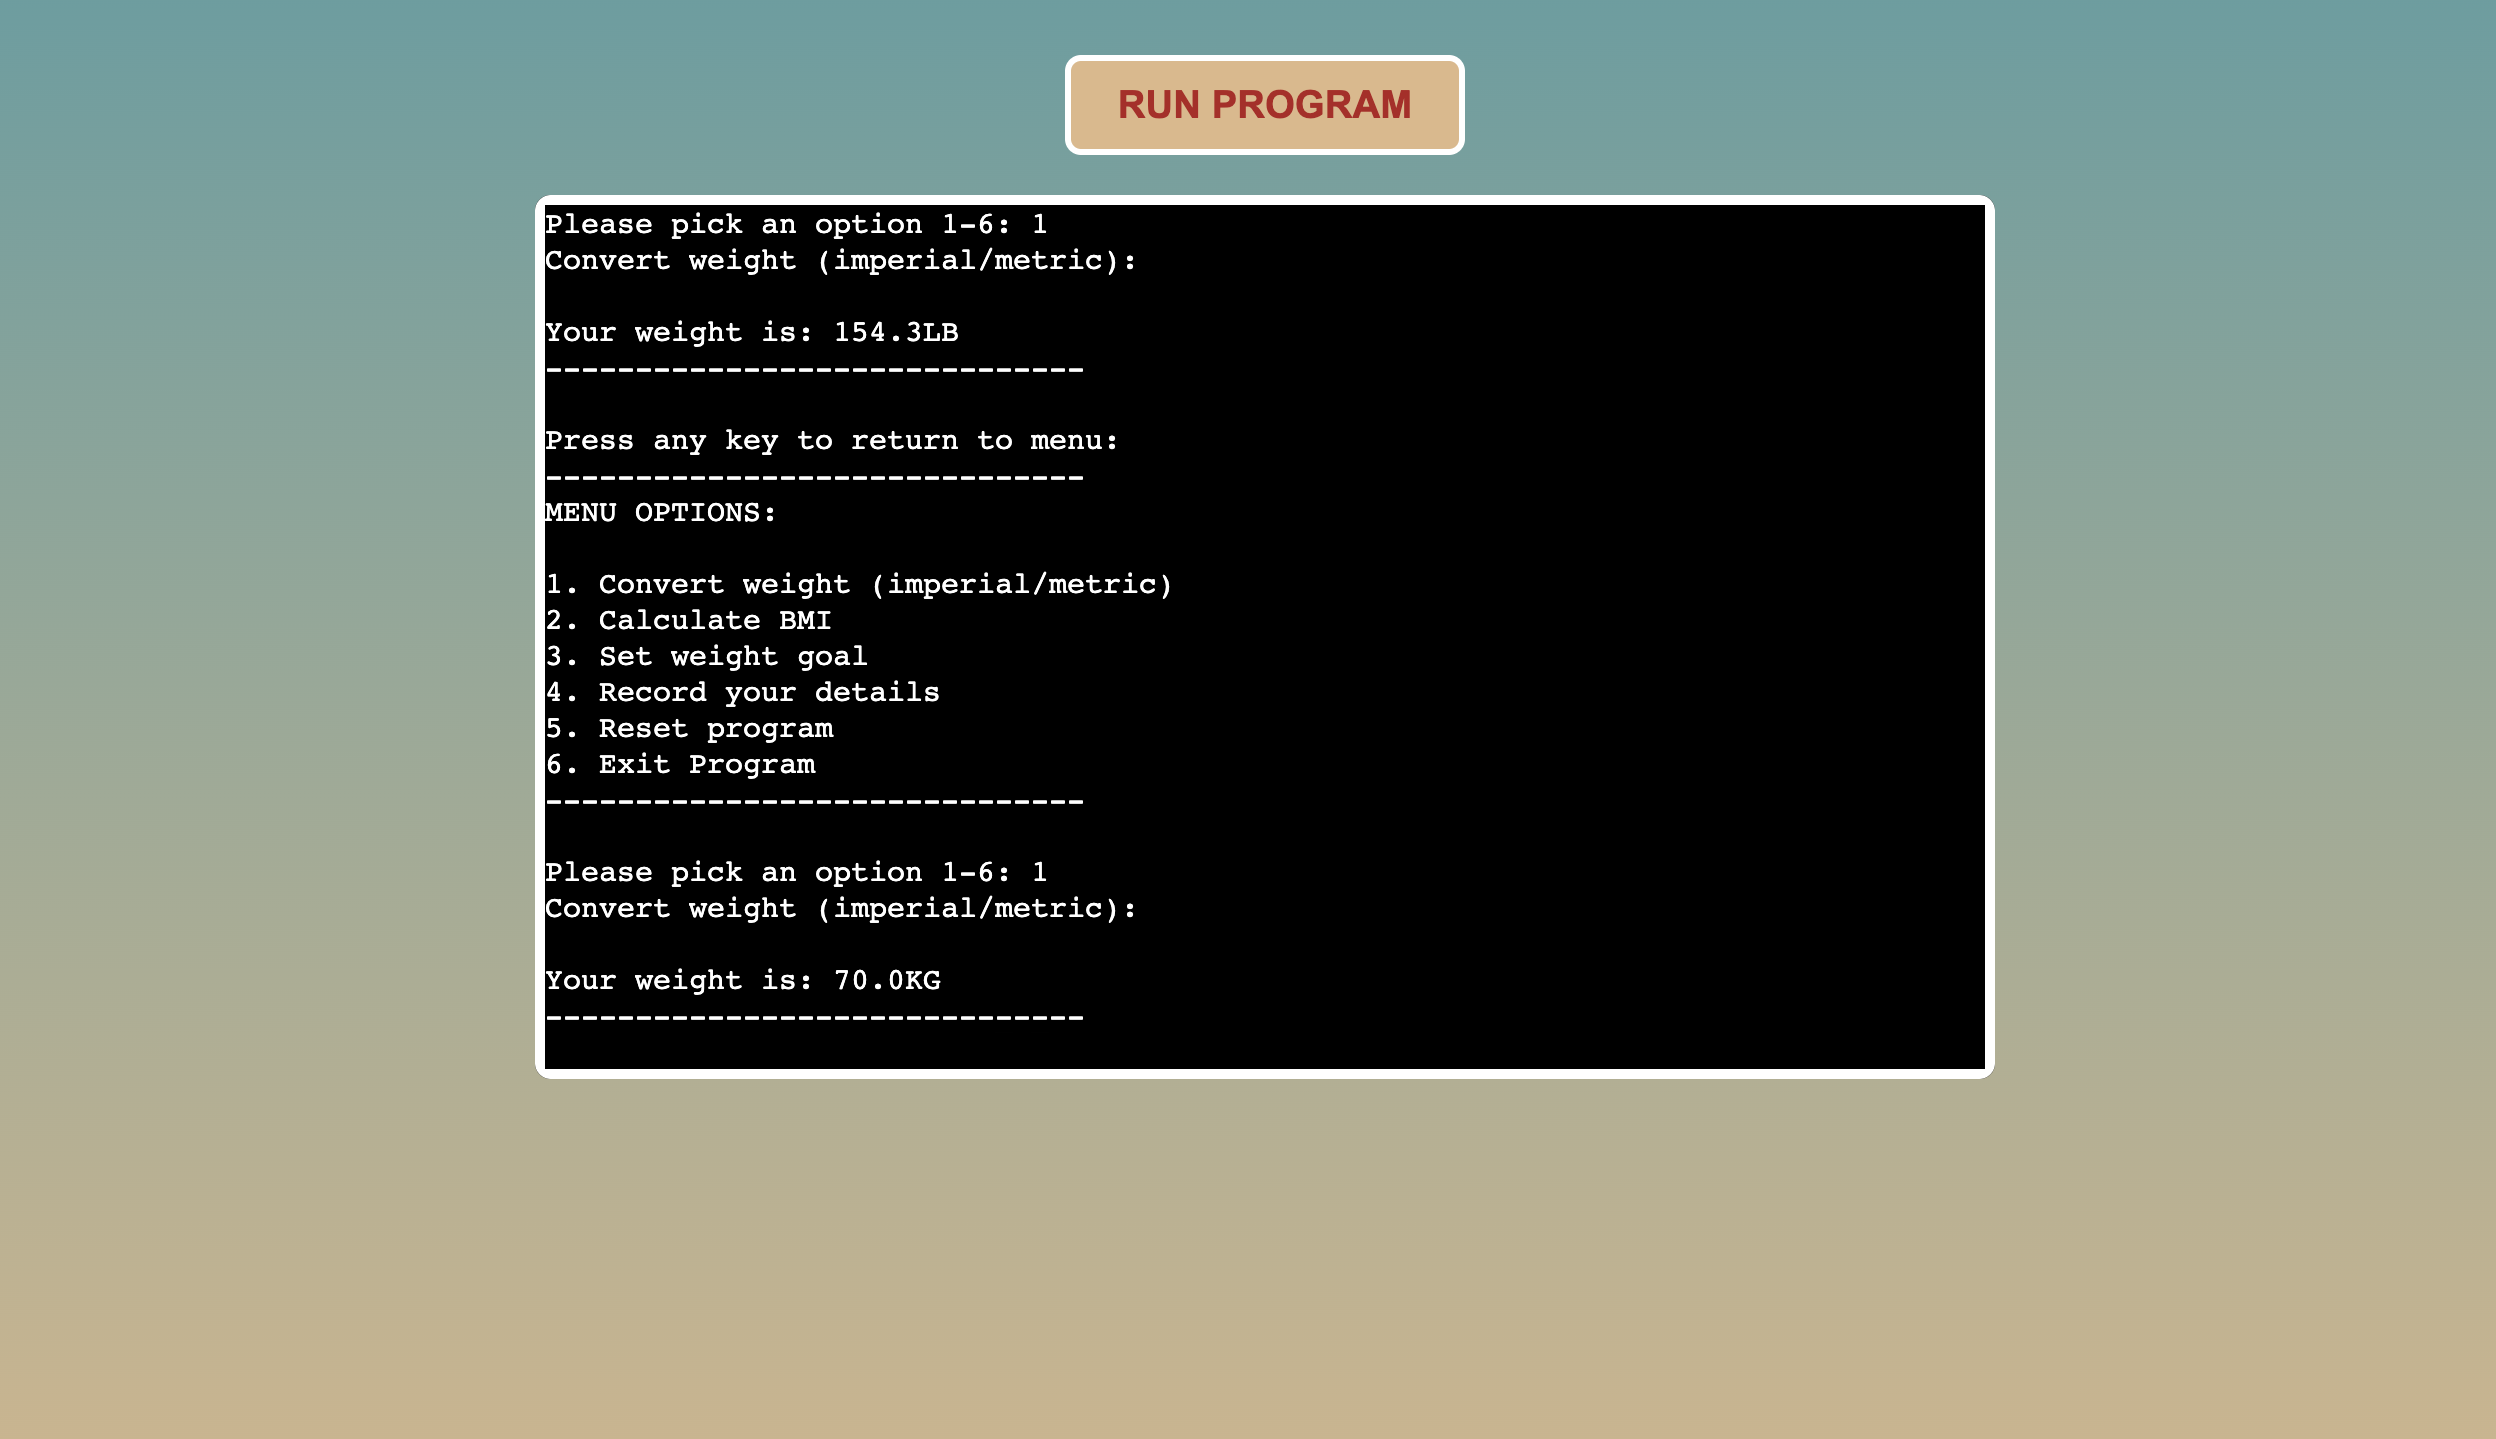 RUN PROGRAM
Please pick an option 1-6: 1
Convert weight (imperial/metric):
Your weight is: 154.3LB
------------------------------
Press any key to return to menu:
------------------------------
MENU OPTIONS:
1. Convert weight (imperial/metric)
2. Calculate BMI
3. Set weight goal
4. Record your details
5. Reset program
6. Exit Program
------------------------------
Please pick an option 1-6: 1
Convert weight (imperial/metric):
Your weight is: 70.0KG
------------------------------